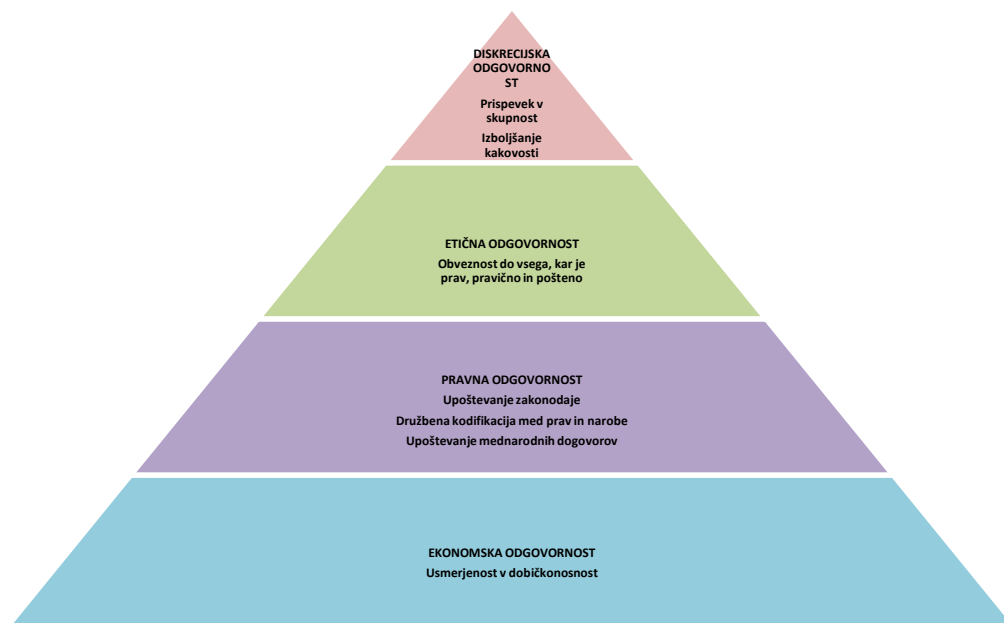 DISKRECIJSKA
ODGOVORNO
ST
Prispevek v
skupnost
Izboljšanje
kakovosti
ETIČNA ODGOVORNOST
Obveznost do vsega, kar je
prav, pravično in pošteno
PRAVNA ODGOVORNOST
Upoštevanje zakonodaje
Družbena kodifikacija med prav in narobe
Upoštevanje mednarodnih dogovorov
EKONOMSKA ODGOVORNOST
Usmerjenost v dobičkonosnost